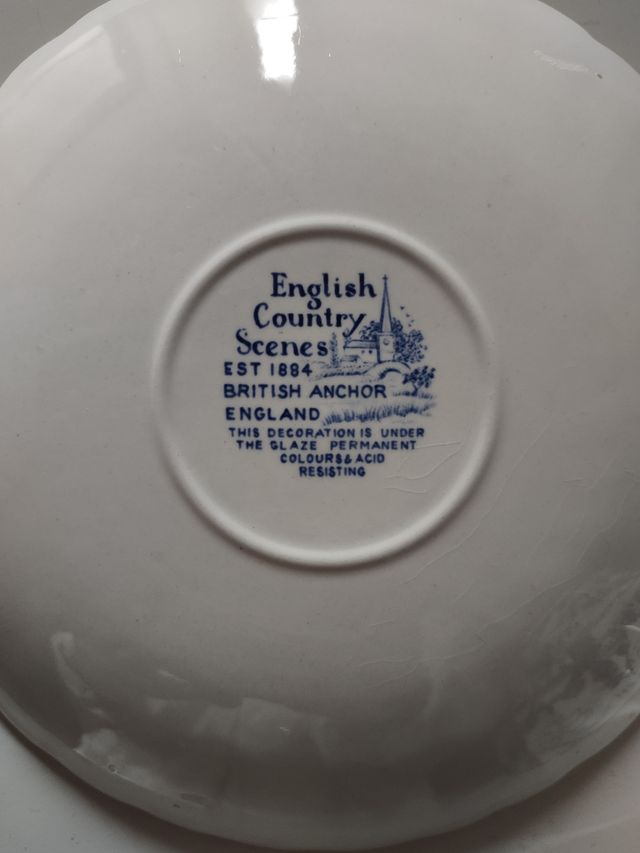 English
Country
Scenes
EST 1884
BRITISH ANCHOR
ENGLAND
THIS DECORATION IS UNDER
THE GLAZE PERMANENT
COLOURS & ACID
RESISTING